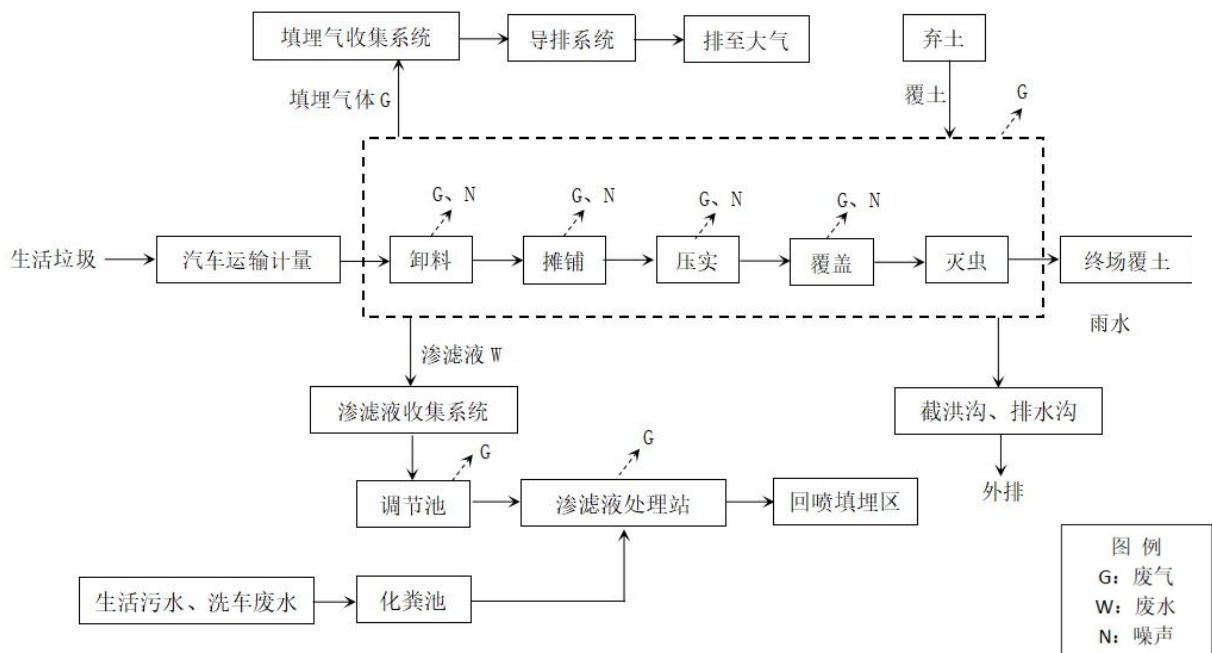 填埋气收集系统
导排系统
排至大气
弃土
填埋气体 G
覆土
G
G、N
G、N
G、N
G、N
生活垃圾
汽车运输计量
卸料
摊铺
压实
覆盖
灭虫
终场覆土
雨水
渗滤液 W
渗滤液收集系统
截洪沟、排水沟
G
G
调节池
渗滤液处理站
回喷填埋区
外排
生活污水、洗车废水
化粪池
图 例
G：废气
W：废水
N：噪声